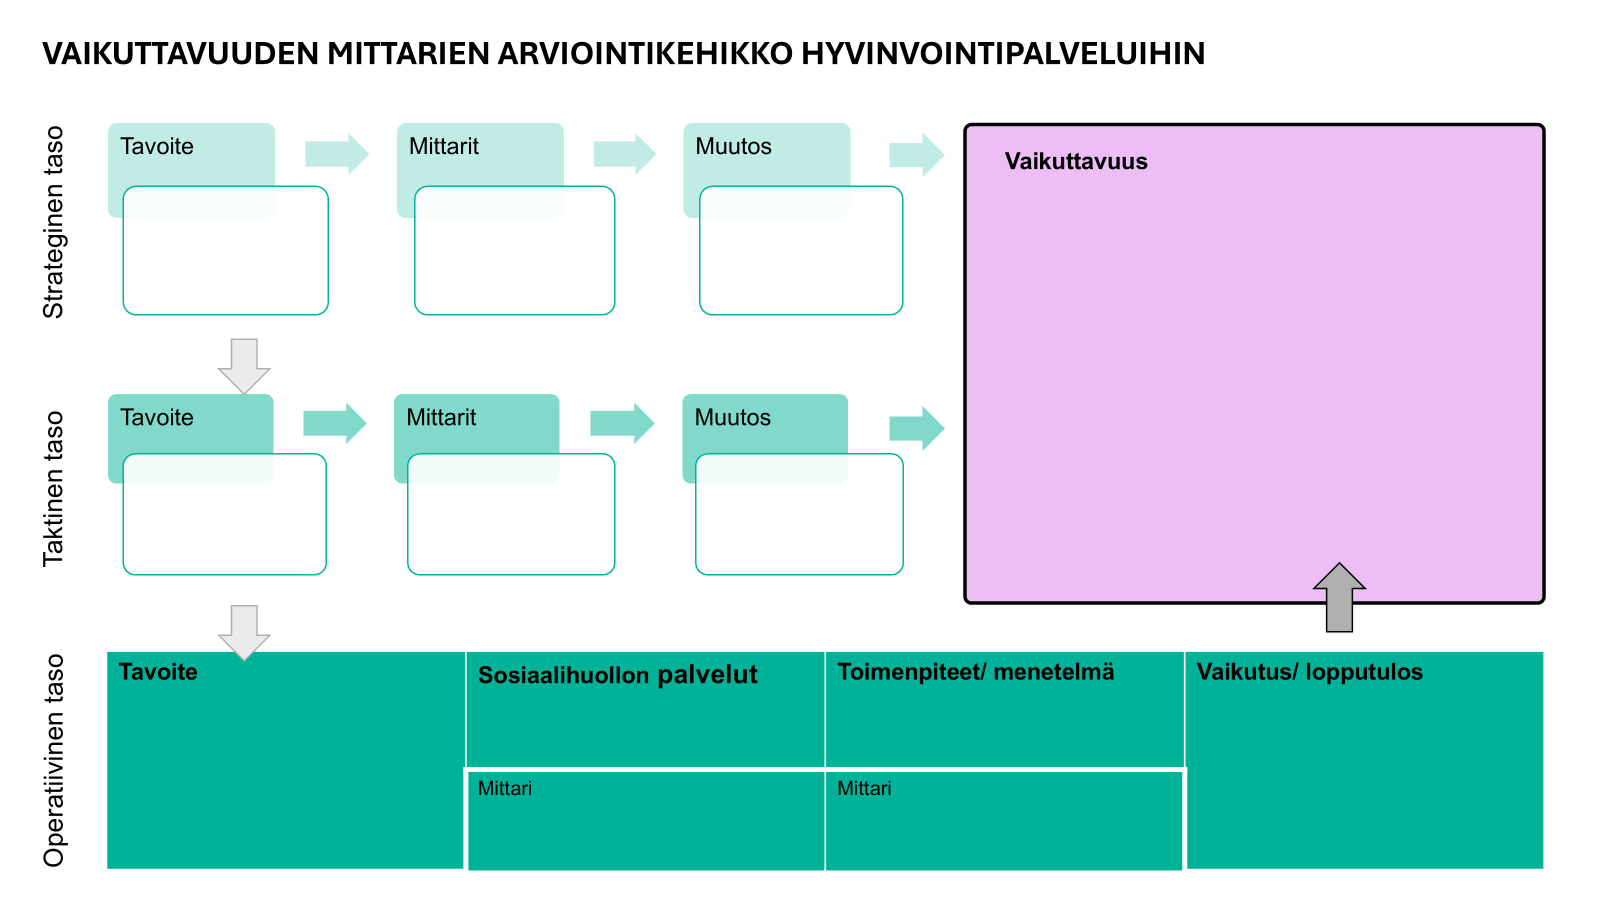 VAIKUTTAVUUDEN MITTARIEN ARVIOINTIKEHIKKO HYVINVOINTIPALVELUIHIN
Strateginen taso
Tavoite
Mittarit
Muutos
Vaikuttavuus
Taktinen taso
Tavoite
Mittarit
Muutos
Operatiivinen taso
Tavoite
Sosiaalihuollon palvelut
Toimenpiteet/ menetelmä
Vaikutus/ lopputulos
Mittari
Mittari